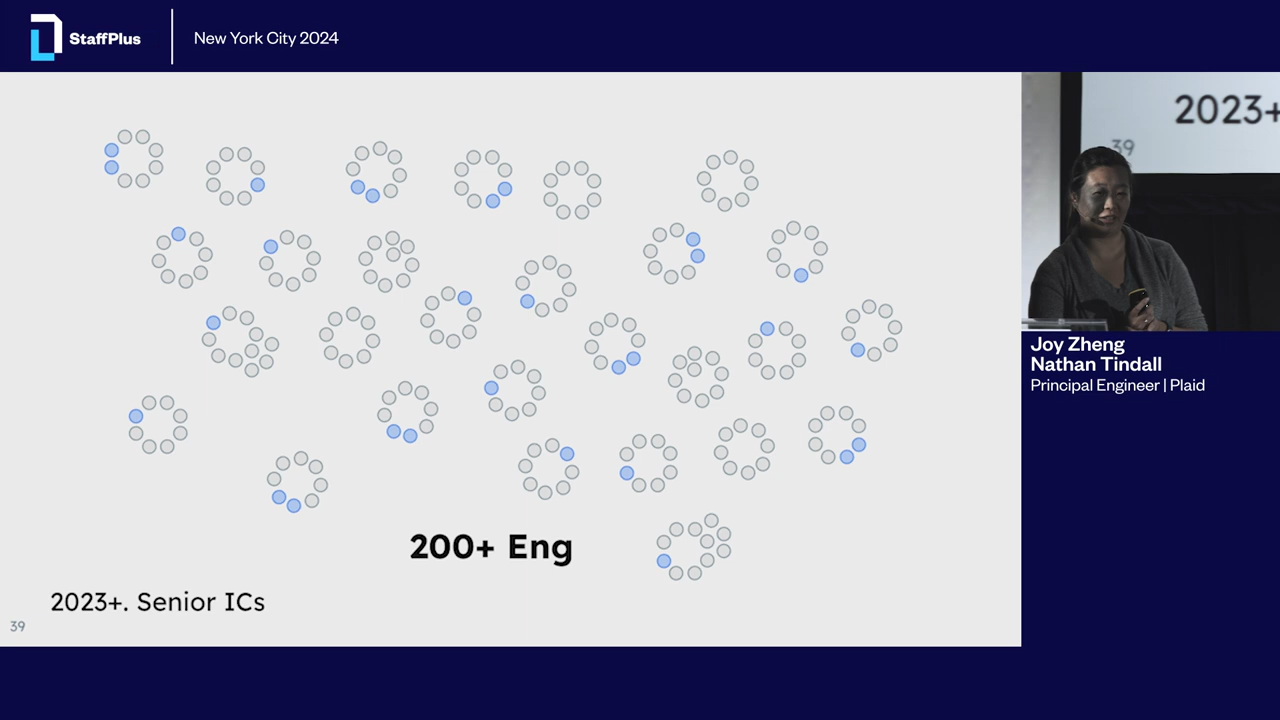 StaffPlus
New York City 2024
2023+
39
Joy Zheng
Nathan Tindall
Principal Engineer | Plaid
200+ Eng
2023+. Senior ICs
39